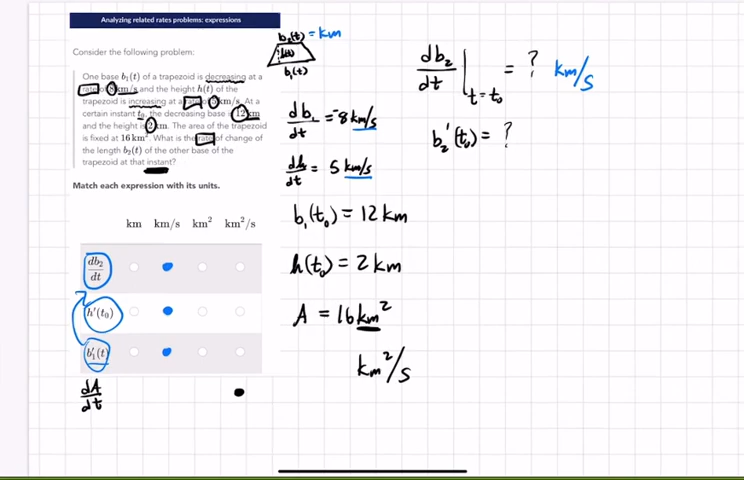 Analyzing related rates problems: expressions
Consider the following problem:
One base b₁(t) of a trapezoid is decreasing at a
rate of 8 km/s and the height h(t) of the
trapezoid is increasing at a rate of 5 km/s. At a
certain instant t₀, the decreasing base is 12 km
and the height is 2 km. The area of the trapezoid
is fixed at 16 km². What is the rate of change of
the length b₂(t) of the other base of the
trapezoid at that instant?
Match each expression with its units.
km km/s km² km²/s
db₂/dt
h'(t₀)
b₁'(t)
dA/dt
b₂(t) = km
h(t)
b₁(t)
db₁/dt = -8 km/s
dh/dt = 5 km/s
b₁(t₀) = 12 km
h(t₀) = 2 km
A = 16 km²
km²/s
db₂/dt |t=t₀ = ? km/s
b₂'(t₀) = ?